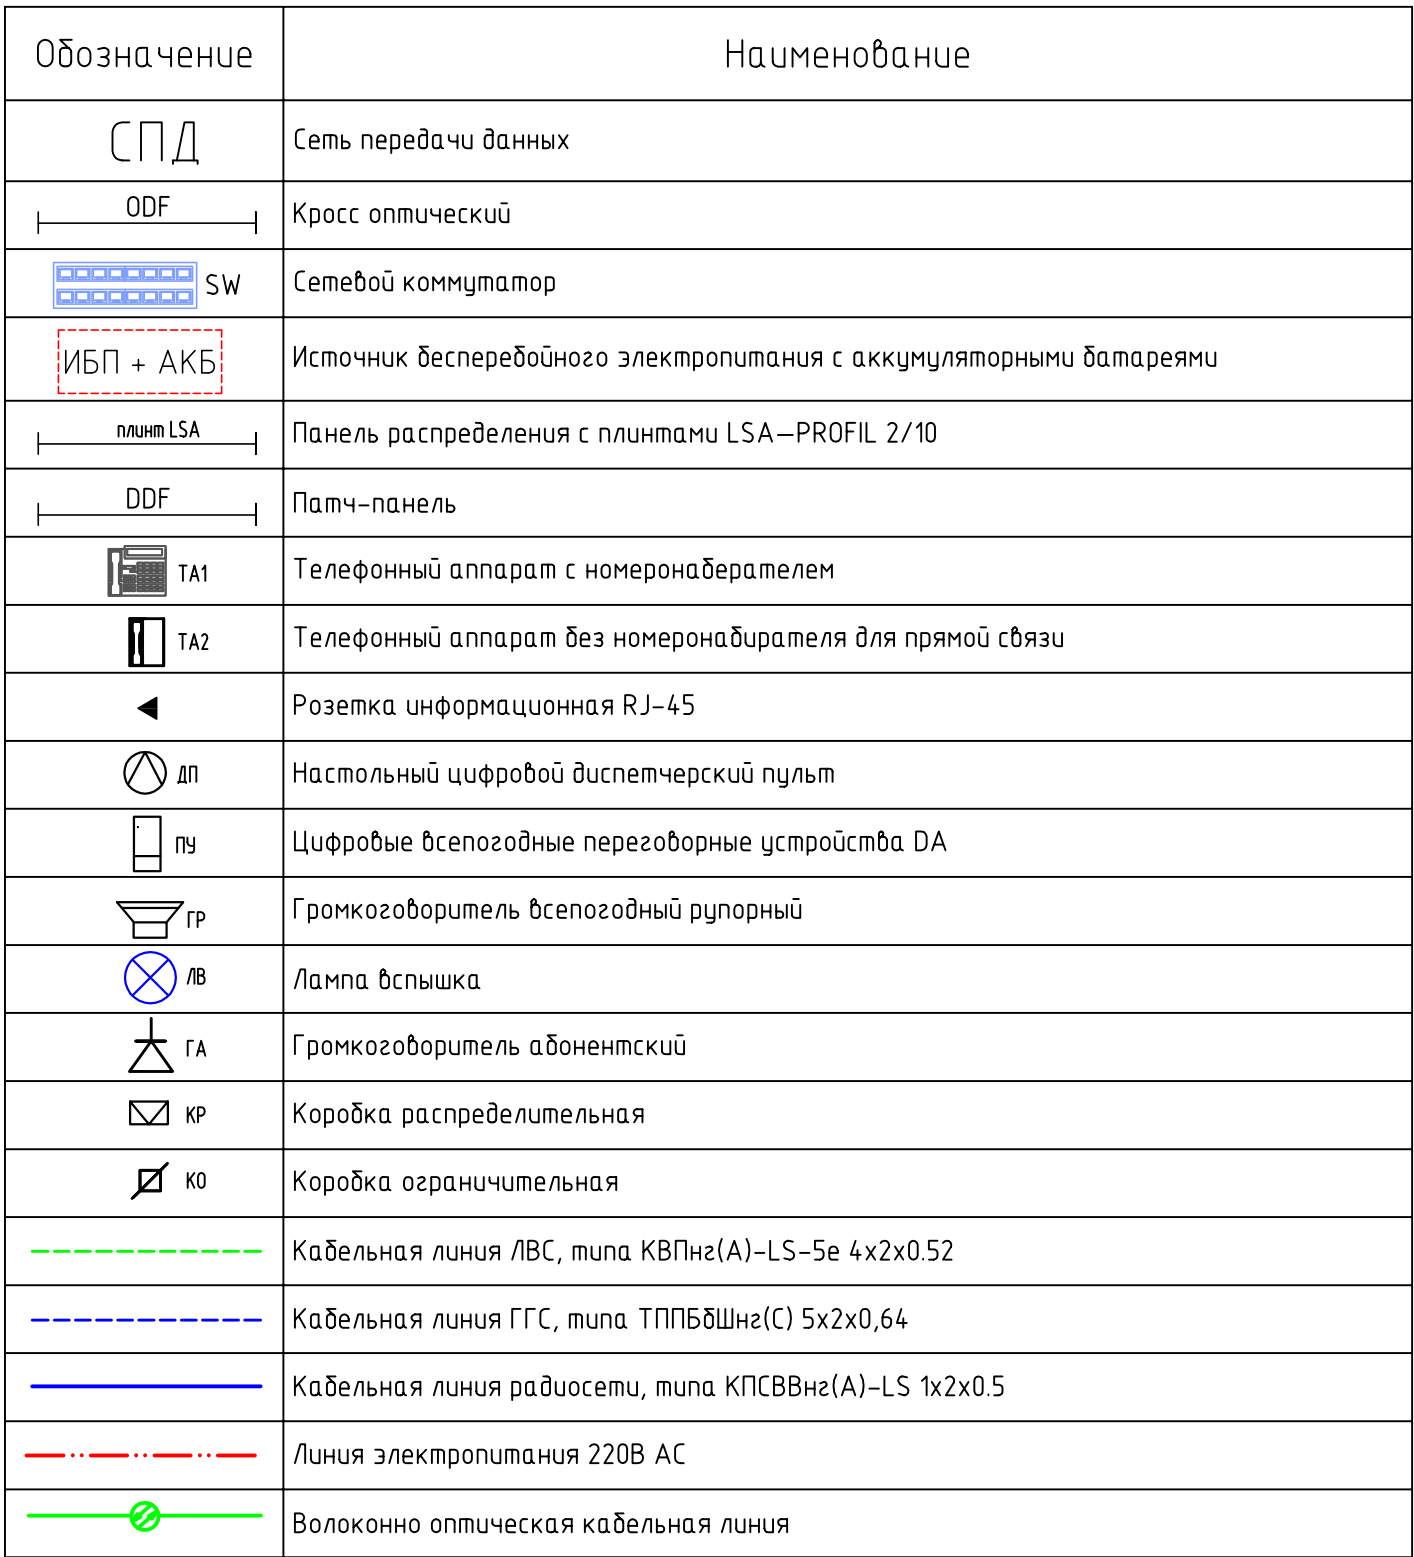 Обозначение Наименование
СПД Сеть передачи данных
ODF Кросс оптический
SW Сетевой коммутатор
ИБП + АКБ Источник бесперебойного электропитания с аккумуляторными батареями
плинт LSA Панель распределения с плинтами LSA-PROFIL 2/10
DDF Патч-панель
ТА1 Телефонный аппарат с номеронаберателем
ТА2 Телефонный аппарат без номеронабирателя для прямой связи
Розетка информационная RJ-45
ДП Настольный цифровой диспетчерский пульт
ПУ Цифровые всепогодные переговорные устройства DA
ГР Громкоговоритель всепогодный рупорный
ЛВ Лампа вспышка
ГА Громкоговоритель абонентский
КР Коробка распределительная
КО Коробка ограничительная
Кабельная линия ЛВС, типа КВПнг(А)-LS-5е 4х2х0.52
Кабельная линия ГГС, типа ТППБбШнг(С) 5х2х0,64
Кабельная линия радиосети, типа КПСВВнг(А)-LS 1х2х0.5
Линия электропитания 220В АС
Волоконно оптическая кабельная линия